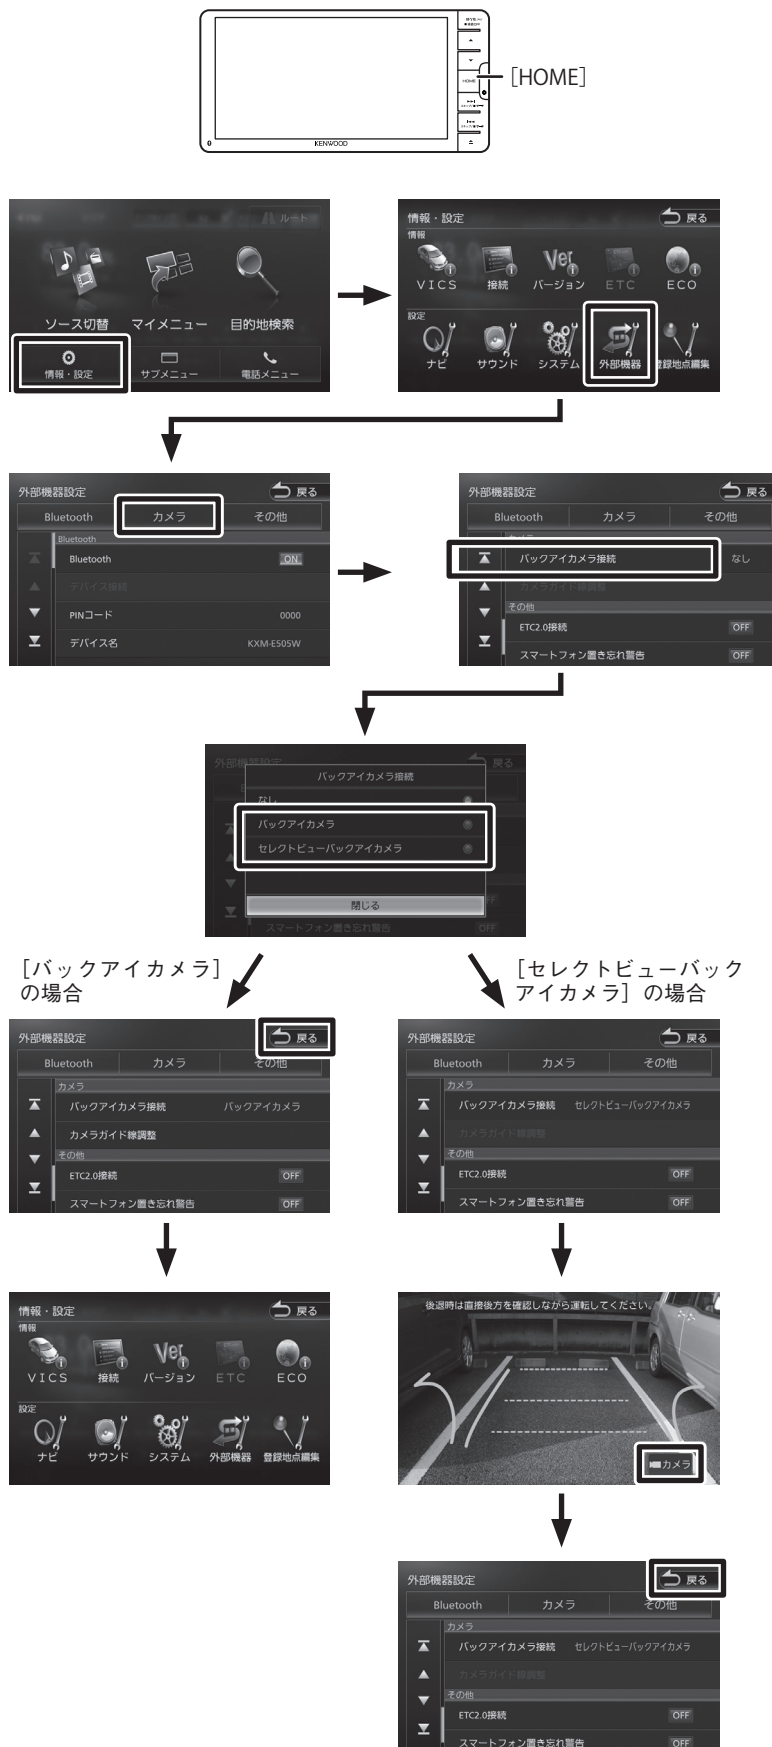 HOME
[HOME]
KENWOOD
ルート
ソース切替 マイメニュー 目的地検索
情報・設定 サブメニュー 電話メニュー
情報・設定 戻る
情報
VICS 接続 バージョン ETC ECO
設定
ナビ サウンド システム 外部機器 登録地点編集
外部機器設定 戻る
Bluetooth カメラ その他
Bluetooth
Bluetooth ON
デバイス接続
PINコード 0000
デバイス名 KXM-E505W
外部機器設定 戻る
Bluetooth カメラ その他
バックアイカメラ接続 なし
カメラガイド線調整
その他
ETC2.0接続 OFF
スマートフォン置き忘れ警告 OFF
外部機器設定 戻る
バックアイカメラ接続
なし
バックアイカメラ
セレクトビューバックアイカメラ
閉じる
スマートフォン置き忘れ警告 OFF
[バックアイカメラ]
の場合
[セレクトビューバック
アイカメラ]の場合
外部機器設定 戻る
Bluetooth カメラ その他
カメラ
バックアイカメラ接続 バックアイカメラ
カメラガイド線調整
その他
ETC2.0接続 OFF
スマートフォン置き忘れ警告 OFF
外部機器設定 戻る
Bluetooth カメラ その他
カメラ
バックアイカメラ接続 セレクトビューバックアイカメラ
カメラガイド線調整
その他
ETC2.0接続 OFF
スマートフォン置き忘れ警告 OFF
情報・設定 戻る
情報
VICS 接続 バージョン ETC ECO
設定
ナビ サウンド システム 外部機器 登録地点編集
後退時は直接後方を確認しながら運転してください。
カメラ
外部機器設定 戻る
Bluetooth カメラ その他
カメラ
バックアイカメラ接続 セレクトビューバックアイカメラ
カメラガイド線調整
その他
ETC2.0接続 OFF
スマートフォン置き忘れ警告 OFF